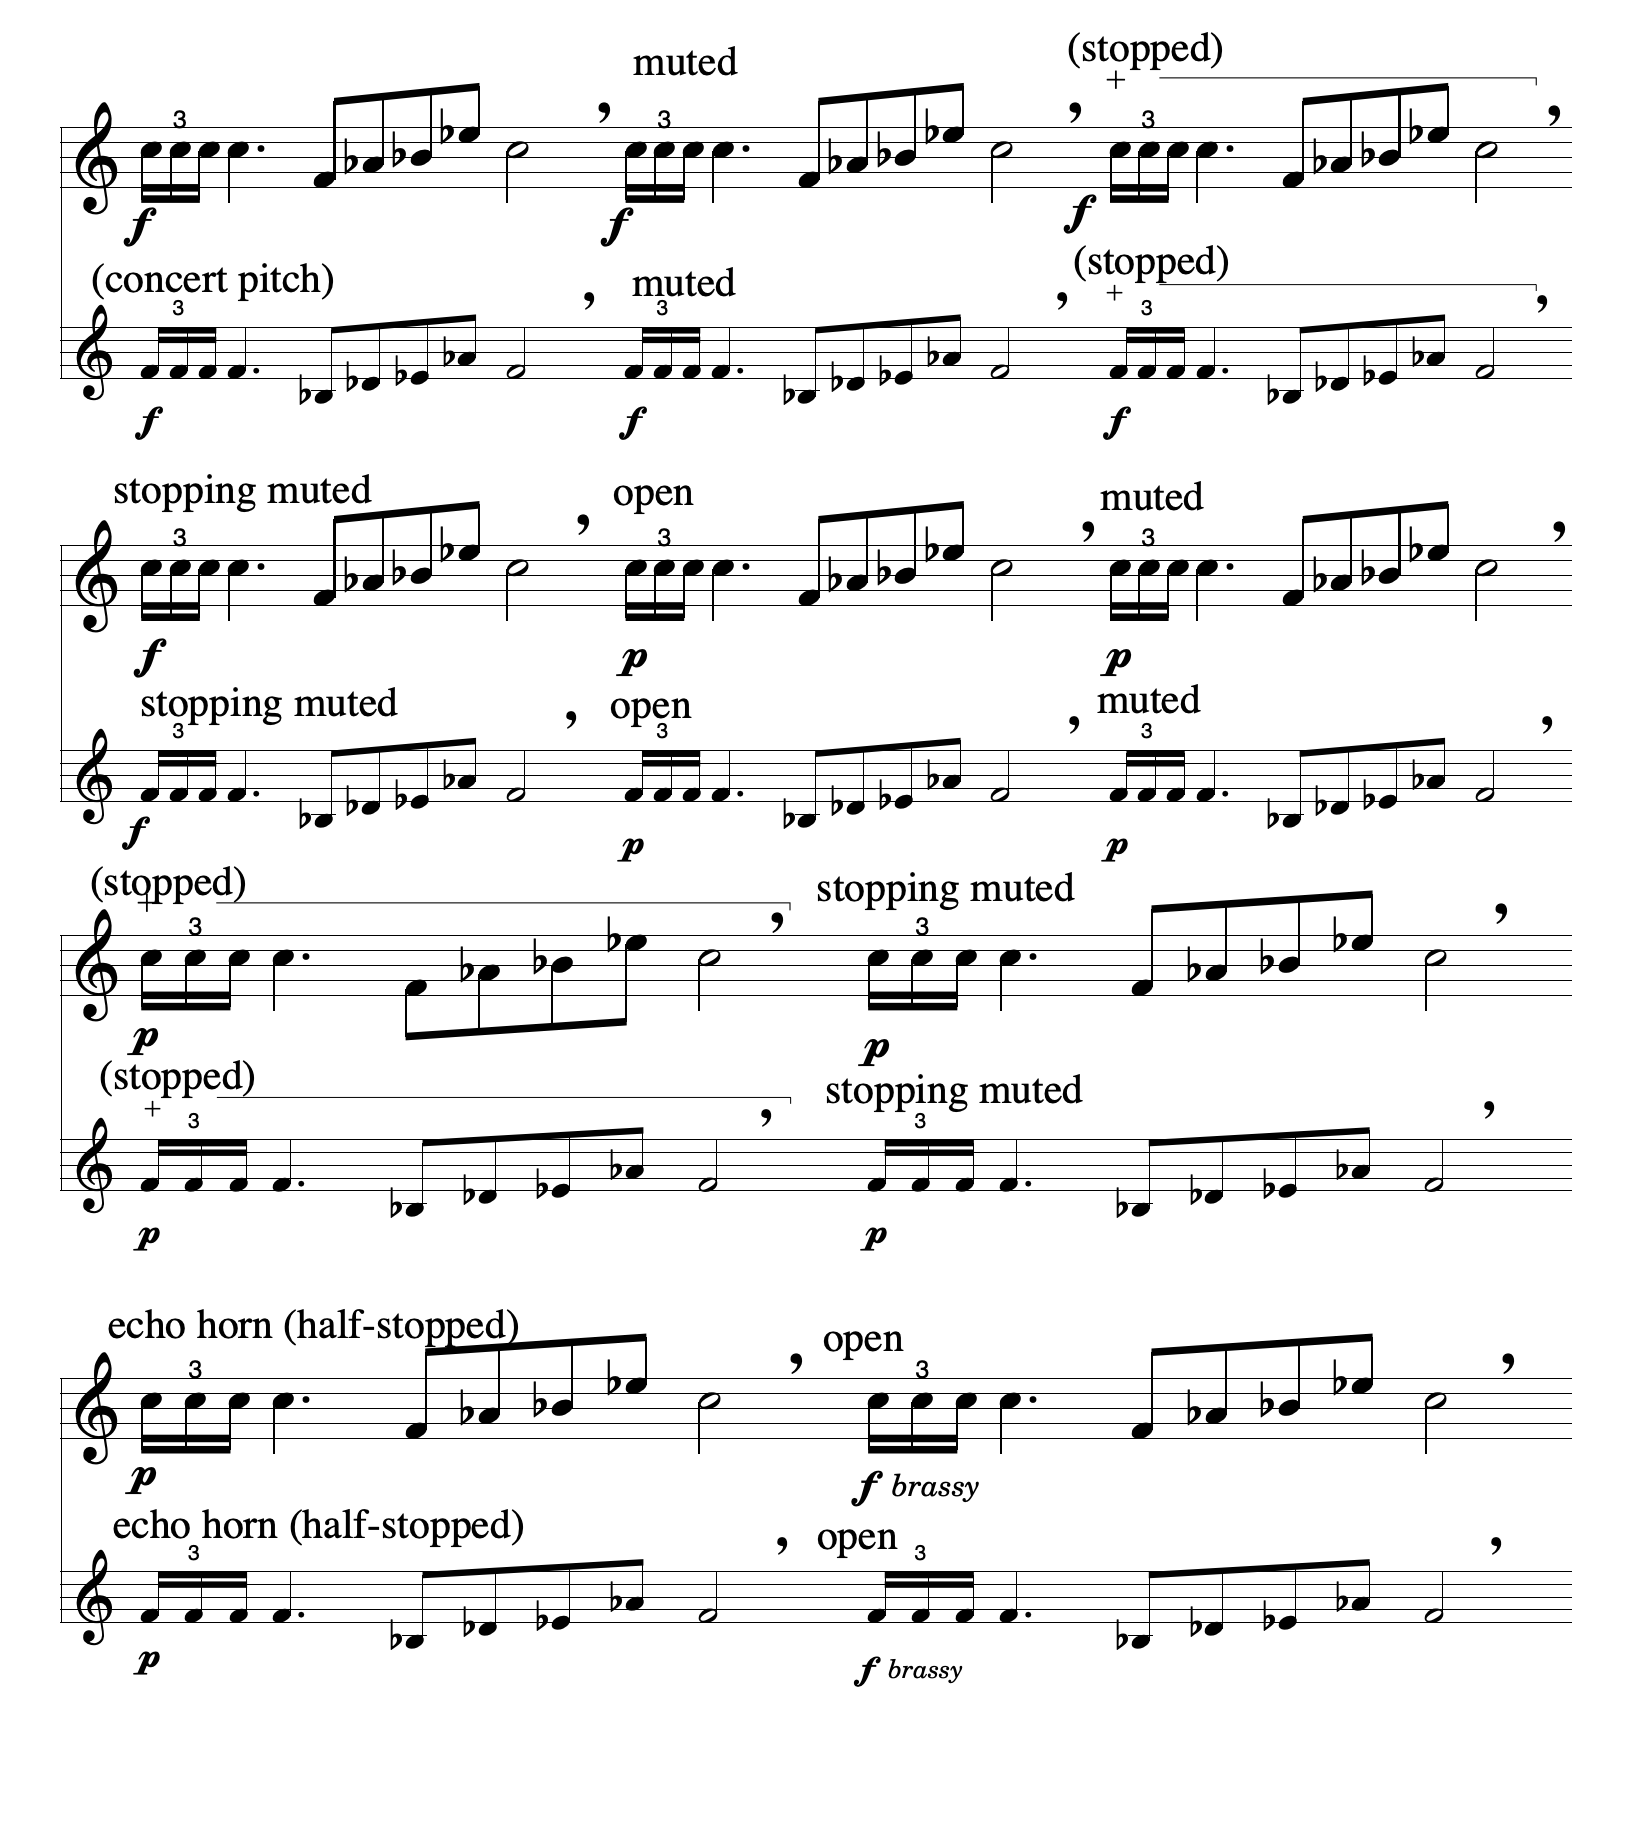 muted (stopped)
+
3 3 3
f f f
(concert pitch) muted (stopped)
+
3 3 3
f f f
stopping muted open muted
3 3 3
f p p
stopping muted open muted
3 3 3
f p p
(stopped) stopping muted
+
3 3
p p
(stopped) stopping muted
+
3 3
p p
echo horn (half-stopped) open
3 3
p f brassy
echo horn (half-stopped) open
3 3
p f brassy